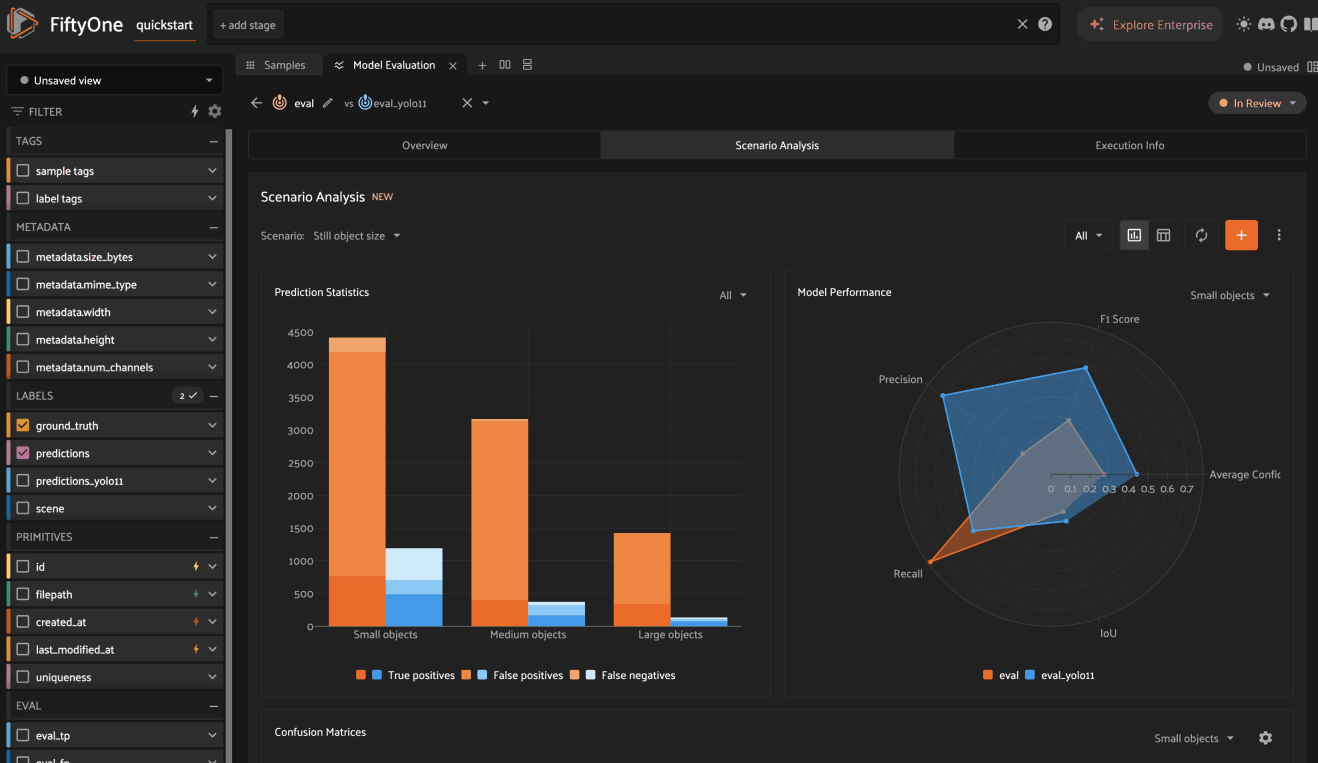 FiftyOne quickstart + add stage Explore Enterprise
Unsaved view
Samples Model Evaluation
Unsaved
FILTER
eval vs eval_yolo11
In Review
TAGS
sample tags
label tags
METADATA
metadata.size_bytes
metadata.mime_type
metadata.width
metadata.height
metadata.num_channels
LABELS 2
ground_truth
predictions
predictions_yolo11
scene
PRIMITIVES
id
filepath
created_at
last_modified_at
uniqueness
EVAL
eval_tp
eval_fp
Overview Scenario Analysis Execution Info
Scenario Analysis NEW
Scenario: Still object size
All
Prediction Statistics
All
4500
4000
3500
3000
2500
2000
1500
1000
500
0
Small objects Medium objects Large objects
True positives False positives False negatives
Model Performance
Small objects
F1 Score
Precision
Average Confic
0 0.1 0.2 0.3 0.4 0.5 0.6 0.7
Recall
IoU
eval eval_yolo11
Confusion Matrices
Small objects